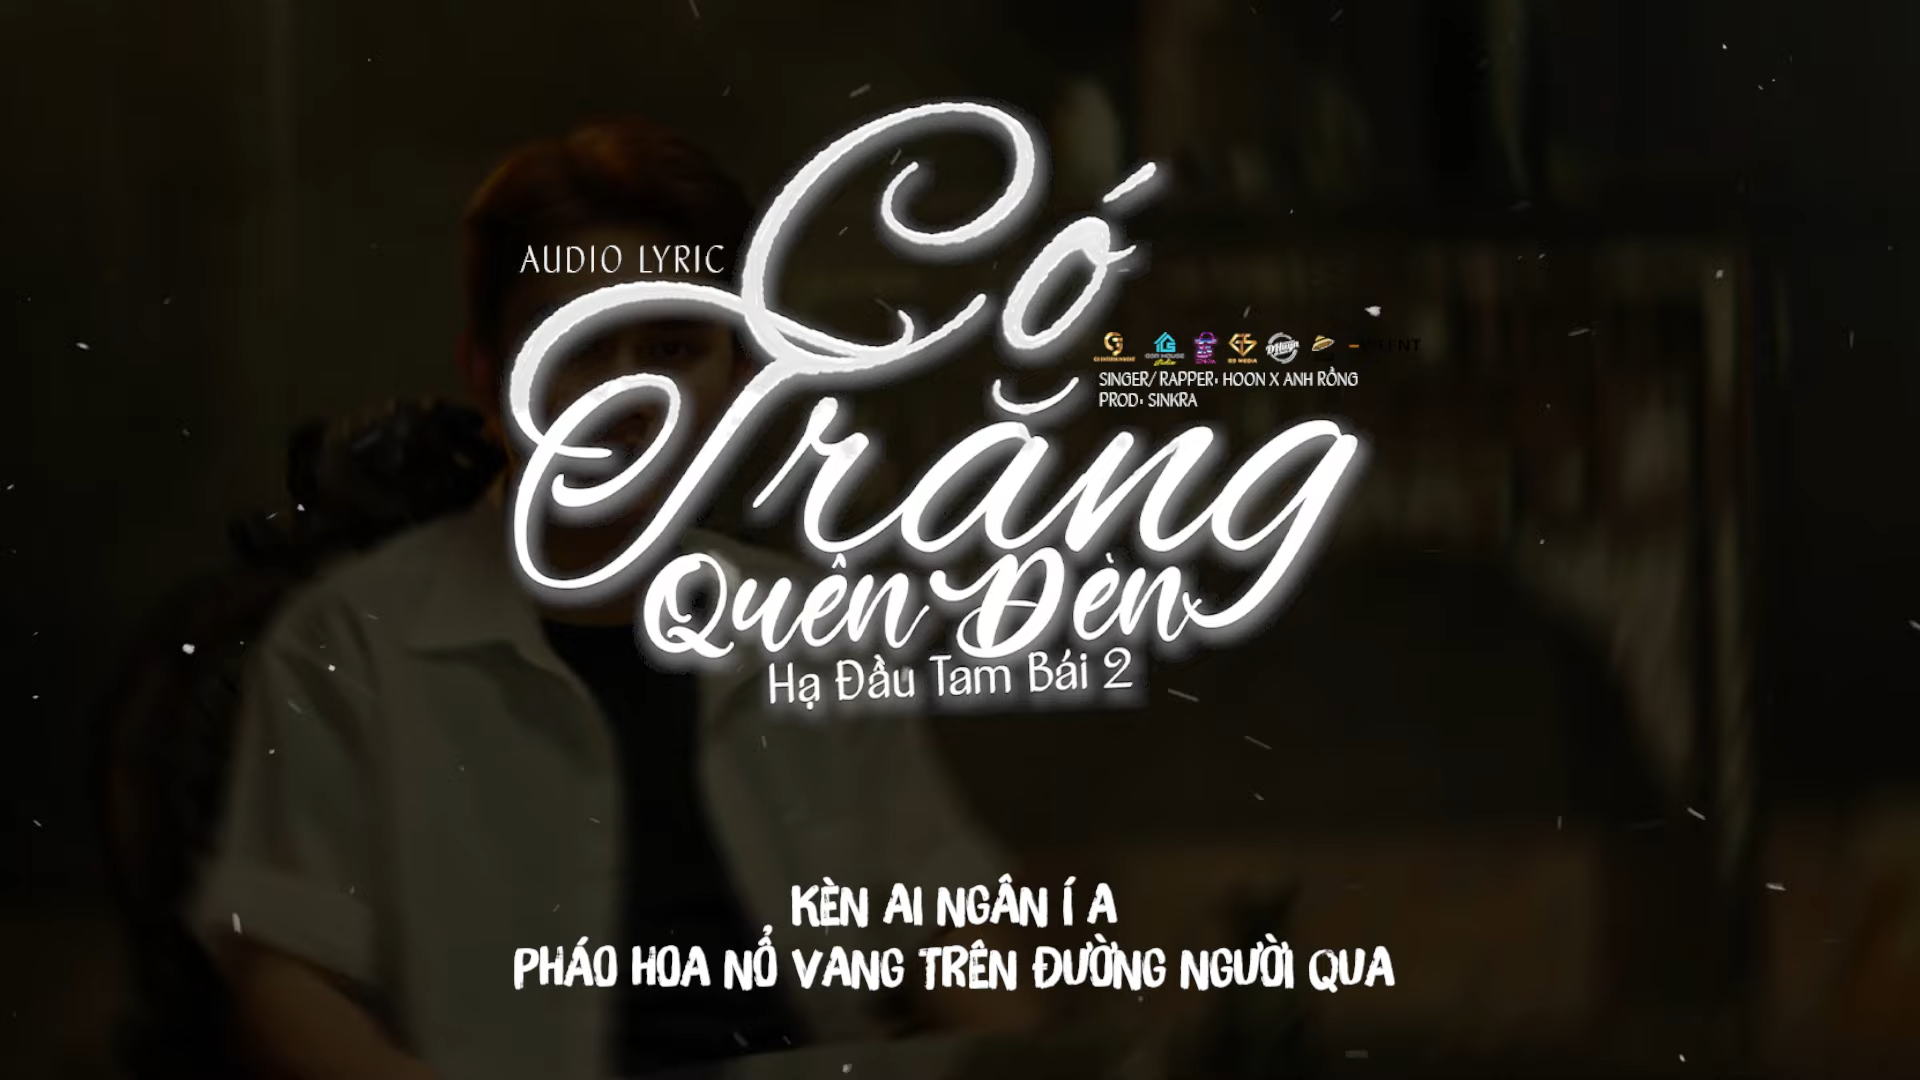 AUDIO LYRIC
Có
Trăng
Quên Đèn
Hạ Đầu Tam Bái 2
SINGER/ RAPPER: HOON X ANH RỒNG
PROD: SINKRA
KÈN AI NGÂN Í A
PHÁO HOA NỔ VANG TRÊN ĐƯỜNG NGƯỜI QUA